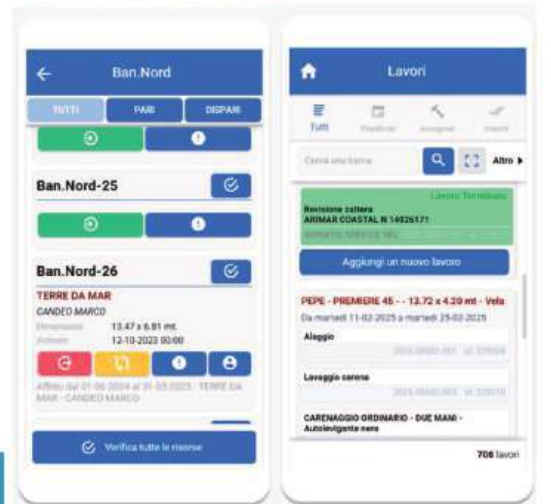 Ban.Nord
TUTTI
PARI
DISPARI
Ban.Nord-25
Ban.Nord-26
TERRE DA MAR
CANDEO MARCO
Dimensioni 13.47 x 6.81 mt.
12-10-2023 00:00
Affitto dal 01-06-2024 al 31-05-2025 TERRE DA
MAR - CANDEO MARCO
Verifica tutte le risorse
Lavori
Tutti
Cerca una barca
Altro
Lavoro Terminato
Revisione zattera
ARIMAR COASTAL N 14026171
Aggiungi un nuovo lavoro
PEPE - PREMIERE 45 - - 13.72 x 4.20 mt - Vela
Da martedì 11-02-2025 a martedì 25-02-2025
Alaggio
Lavaggio carena
CARENAGGIO ORDINARIO - DUE MANI -
Autolevigante nera
708 lavori